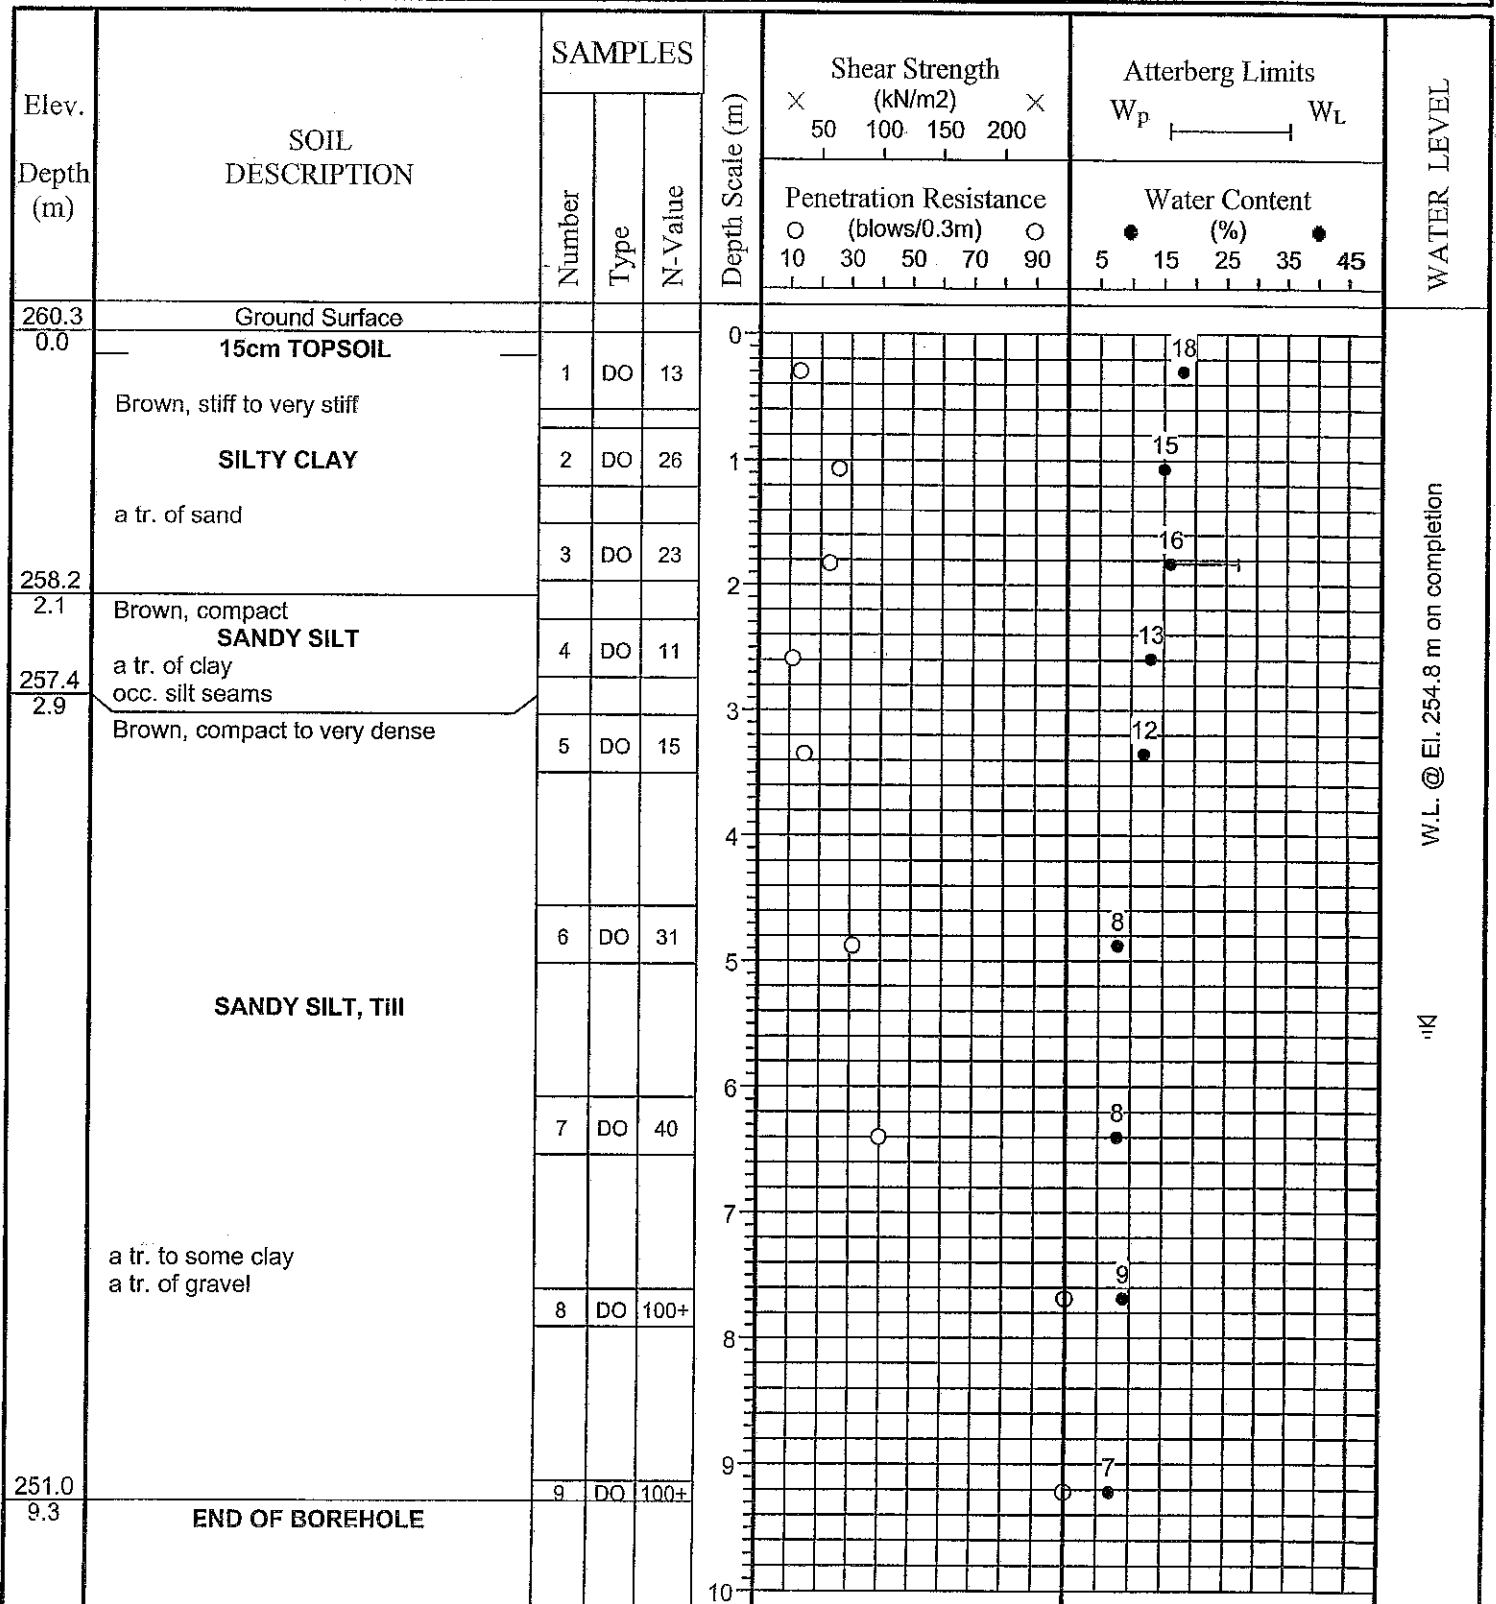 Elev.
Depth
(m)
SOIL
DESCRIPTION
SAMPLES
Number
Type
N-Value
Depth Scale (m)
Shear Strength
× (kN/m2) ×
50 100 150 200
Penetration Resistance
(blows/0.3m)
10 30 50 70 90
Atterberg Limits
Wp WL
Water Content
(%)
5 15 25 35 45
WATER LEVEL
260.3 Ground Surface
0.0 15cm TOPSOIL
0
18
1 DO 13
Brown, stiff to very stiff
15
SILTY CLAY
2 DO 26
1
a tr. of sand
16
3 DO 23
258.2
2
2.1 Brown, compact
SANDY SILT
13
4 DO 11
a tr. of clay
257.4
occ. silt seams
2.9
3
Brown, compact to very dense
12
5 DO 15
4
8
6 DO 31
5
SANDY SILT, Till
6
8
7 DO 40
7
a tr. to some clay
a tr. of gravel
9
8 DO 100+
8
9
7
251.0
9 DO 100+
9.3 END OF BOREHOLE
10
W.L. @ El. 254.8 m on completion